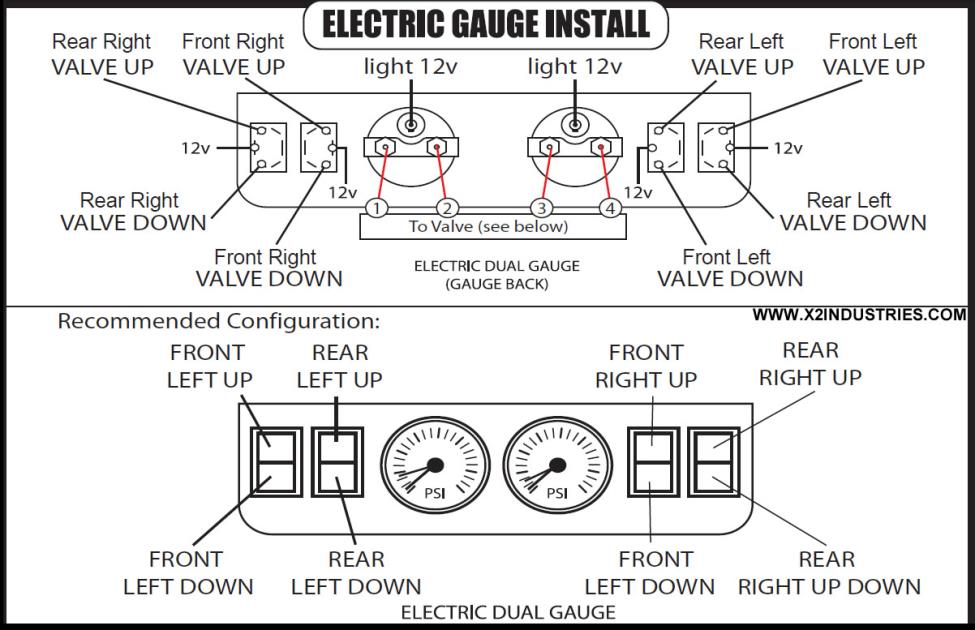 ELECTRIC GAUGE INSTALL
Rear Right
VALVE UP
Front Right
VALVE UP
light 12v
light 12v
Rear Left
VALVE UP
Front Left
VALVE UP
12v
12v
12v
12v
1
2
3
4
To Valve (see below)
Rear Right
VALVE DOWN
Front Right
VALVE DOWN
ELECTRIC DUAL GAUGE
(GAUGE BACK)
Front Left
VALVE DOWN
Rear Left
VALVE DOWN
WWW.X2INDUSTRIES.COM
Recommended Configuration:
FRONT
LEFT UP
REAR
LEFT UP
FRONT
RIGHT UP
REAR
RIGHT UP
PSI
PSI
FRONT
LEFT DOWN
REAR
LEFT DOWN
FRONT
LEFT DOWN
REAR
RIGHT UP DOWN
ELECTRIC DUAL GAUGE